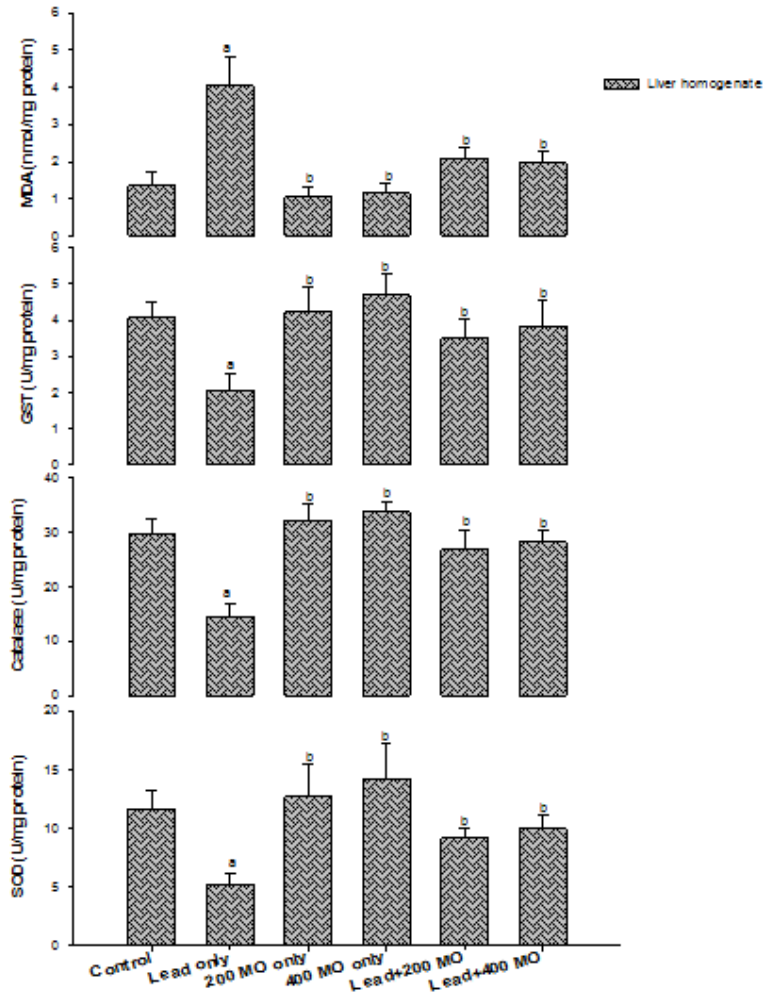 6
5
4
3
2
1
0
MDA (nmol/mg protein)
a
b
b
b
b
Liver homogenate
6
5
4
3
2
1
0
GST (U/mg protein)
a
b
b
b
b
40
30
20
10
0
Catalase (U/mg protein)
a
b
b
b
b
20
15
10
5
0
SOD (U/mg protein)
a
b
b
b
b
Control
Lead only
200 MO only
400 MO only
Lead+200 MO
Lead+400 MO